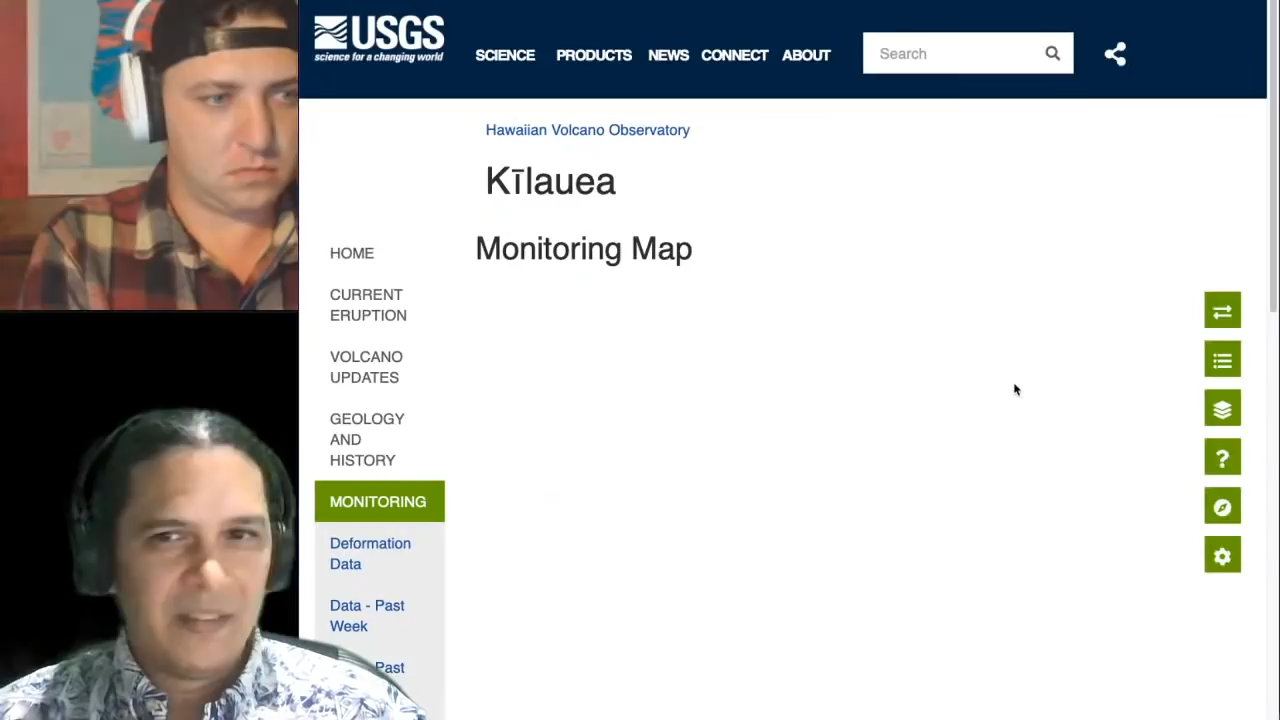 USGS
science for a changing world
SCIENCE PRODUCTS NEWS CONNECT ABOUT
Search
Hawaiian Volcano Observatory
Kīlauea
Monitoring Map
HOME
CURRENT
ERUPTION
VOLCANO
UPDATES
GEOLOGY
AND
HISTORY
MONITORING
Deformation
Data
Data - Past
Week
Past
?